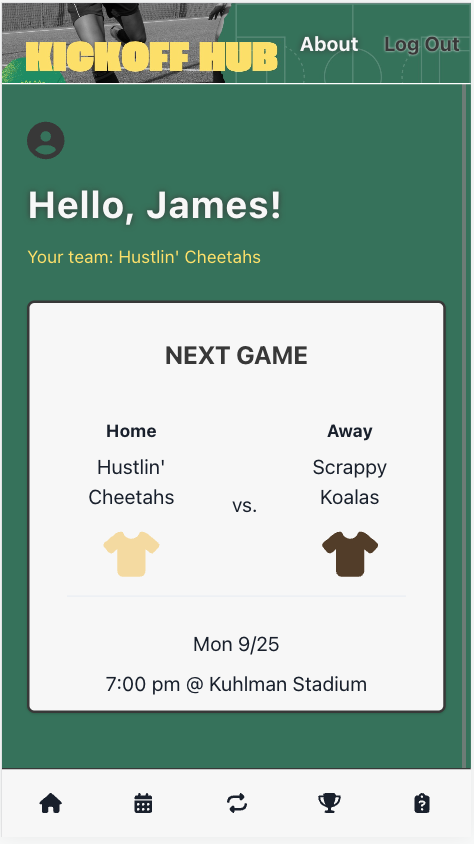 KICKOFF HUB
About
Log Out
Hello, James!
Your team: Hustlin' Cheetahs
NEXT GAME
Home
Away
Hustlin'
Cheetahs
vs.
Scrappy
Koalas
Mon 9/25
7:00 pm @ Kuhlman Stadium
?